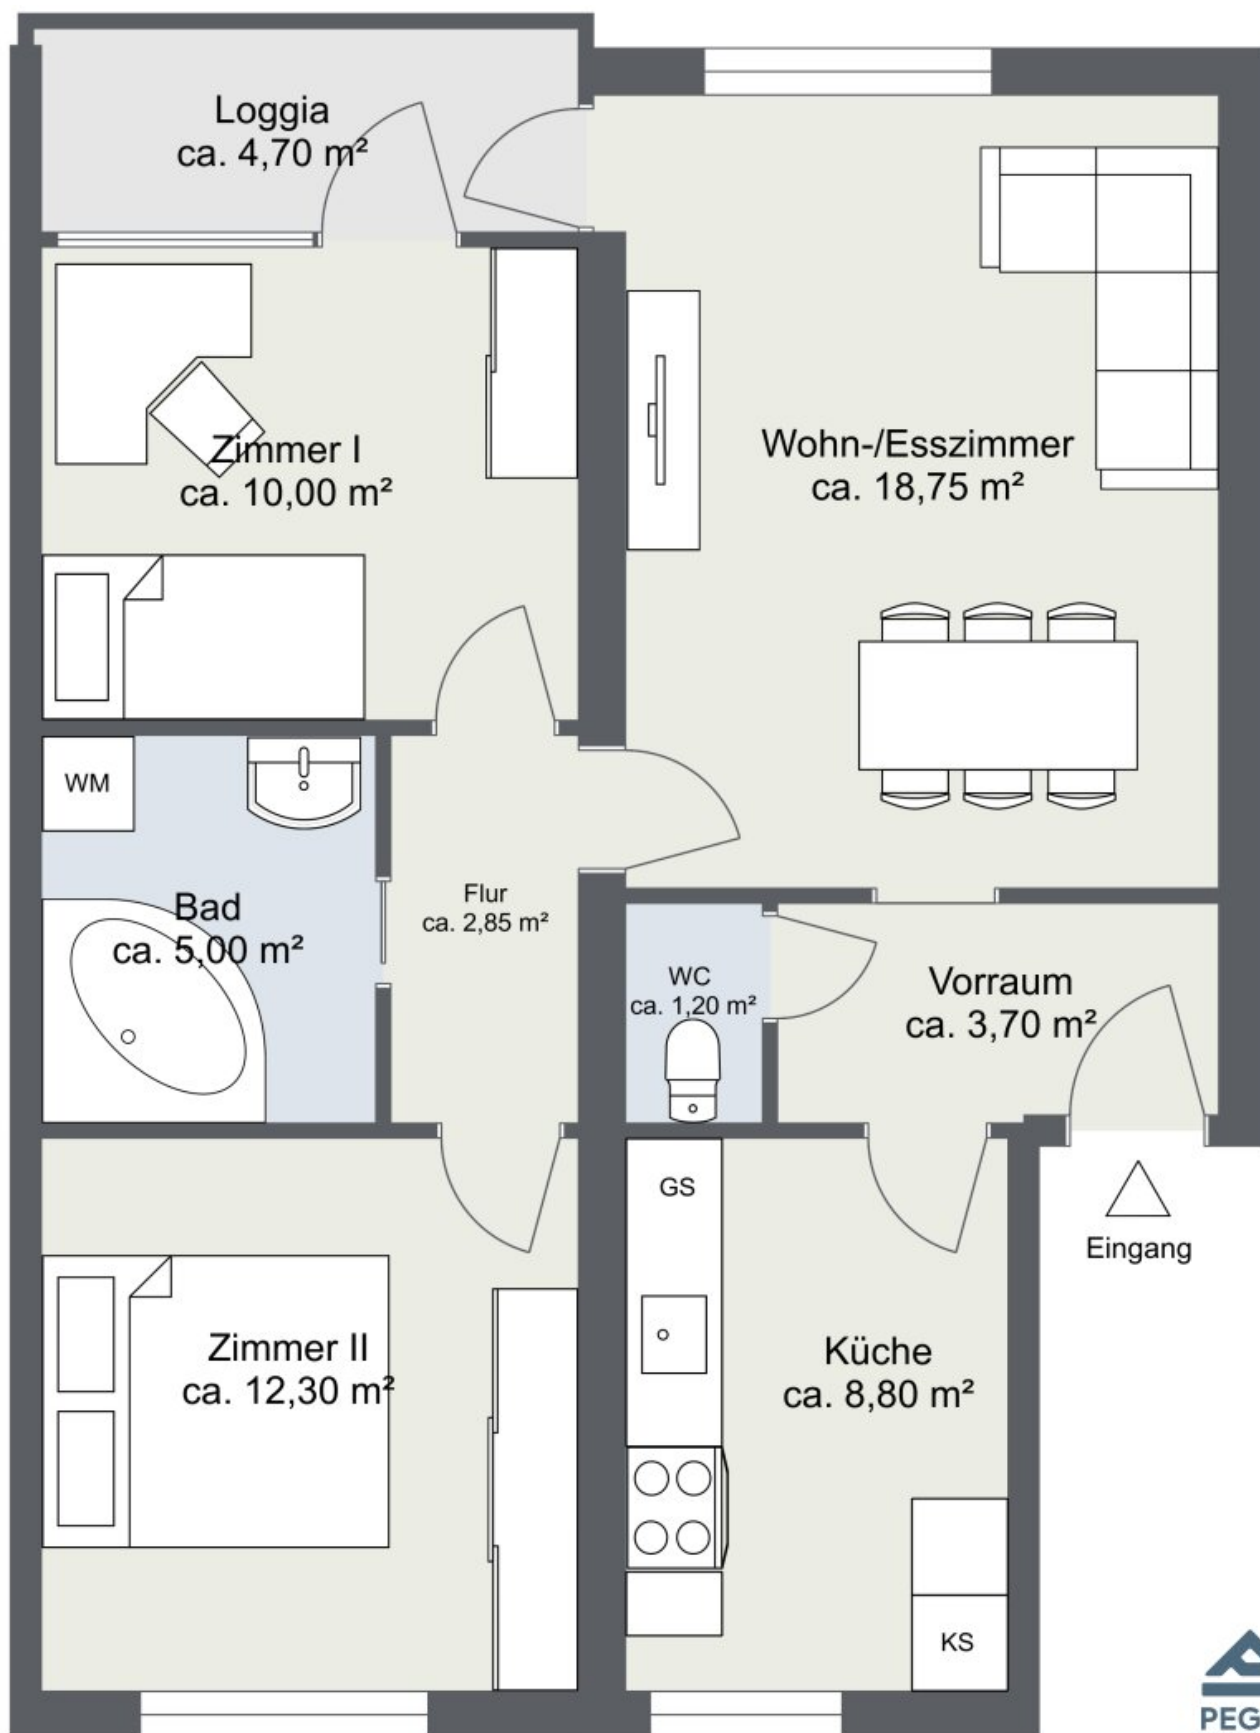 Loggia
ca. 4,70 m²
Zimmer I
ca. 10,00 m²
Wohn-/Esszimmer
ca. 18,75 m²
WM
Bad
ca. 5,00 m²
Flur
ca. 2,85 m²
WC
ca. 1,20 m²
Vorraum
ca. 3,70 m²
GS
Eingang
Zimmer II
ca. 12,30 m²
Küche
ca. 8,80 m²
KS
PEG